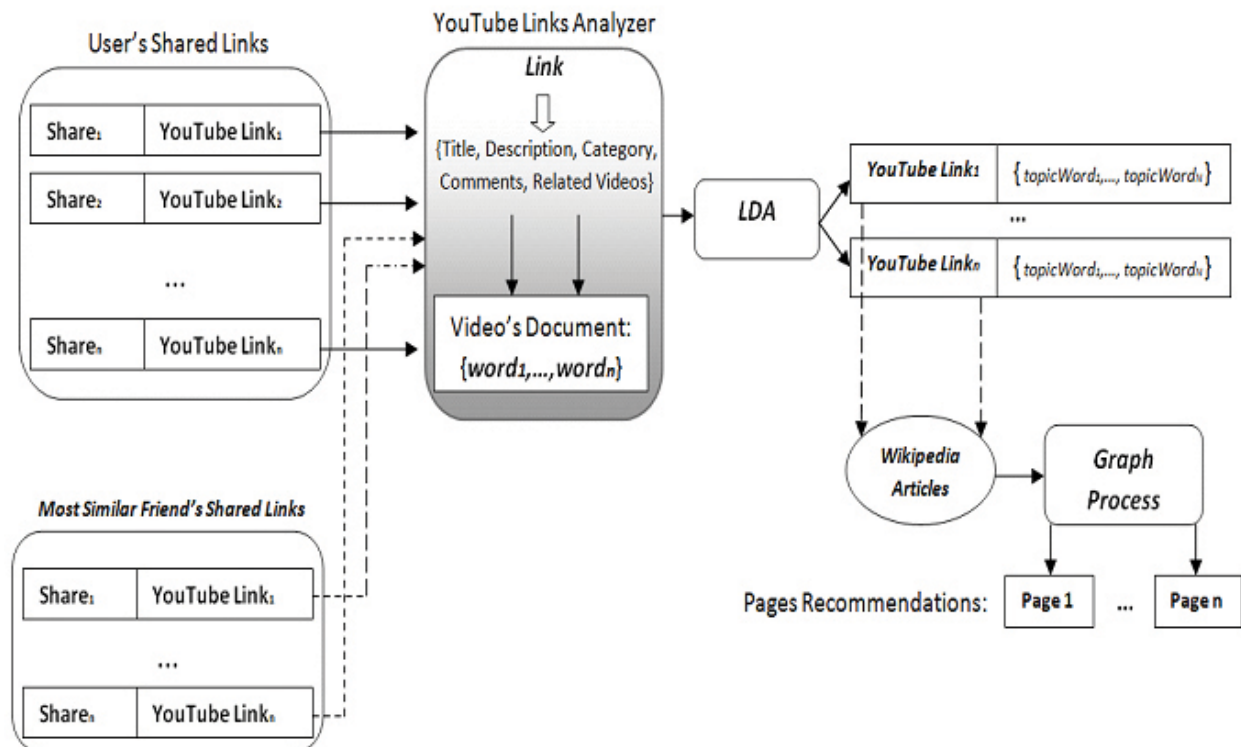 User's Shared Links
Share₁ YouTube Link₁
Share₂ YouTube Link₂
...
Shareₙ YouTube Linkₙ
Most Similar Friend's Shared Links
Share₁ YouTube Link₁
...
Shareₙ YouTube Linkₙ
YouTube Links Analyzer
Link
{Title, Description, Category,
Comments, Related Videos}
Video's Document:
{word₁,...,wordₙ}
LDA
YouTube Link₁ { topicWord₁,..., topicWord_N}
...
YouTube Linkₙ { topicWord₁,..., topicWord_N}
Wikipedia
Articles
Graph
Process
Pages Recommendations: Page 1 ... Page n